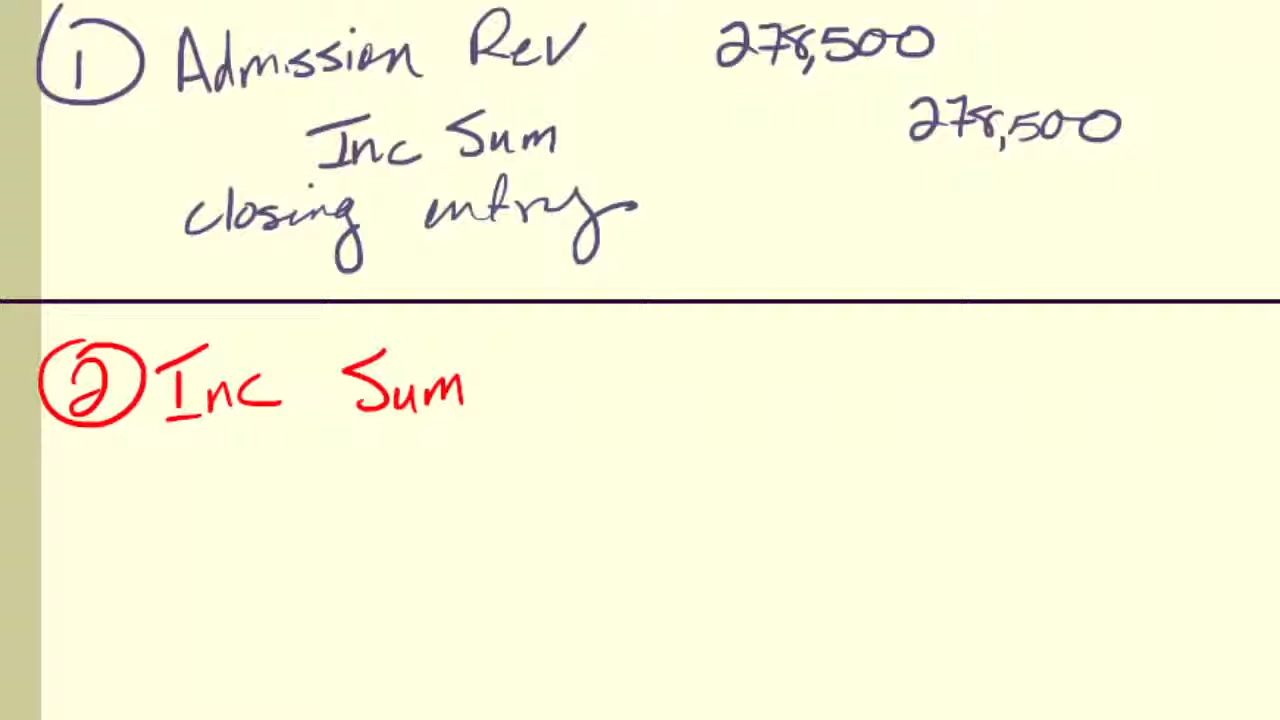 1 Admission Rev 278,500
Inc Sum 278,500
closing entry
2 Inc Sum